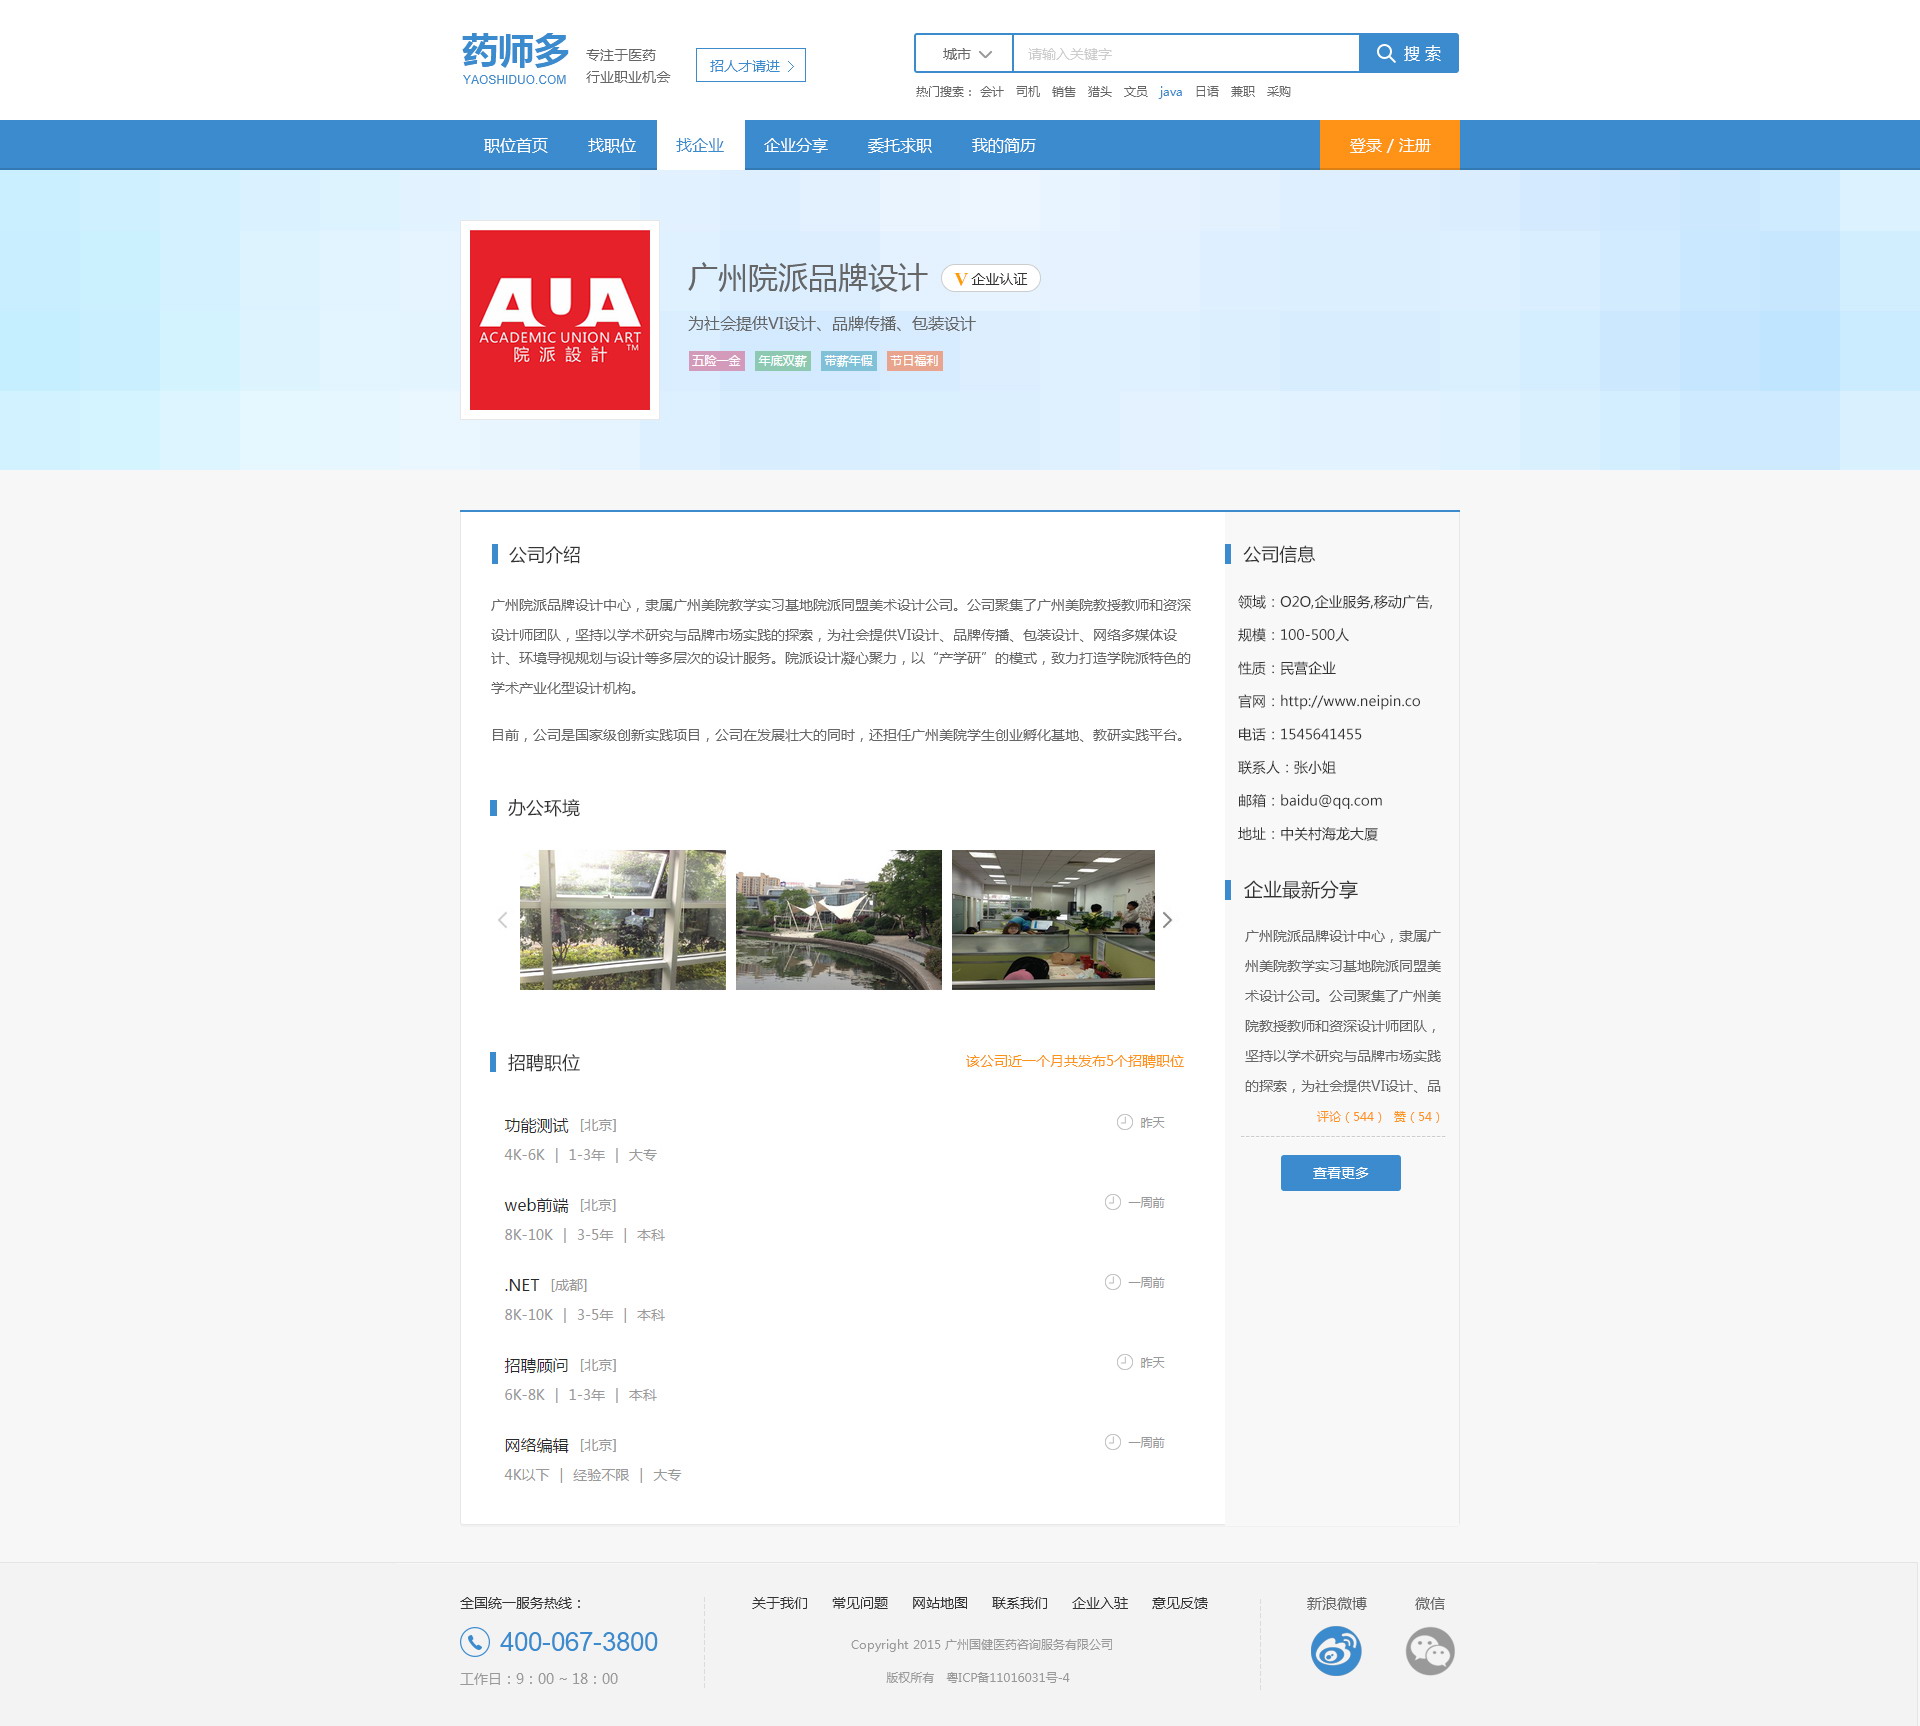 药师多
YAOSHIDUO.COM
专注于医药
行业职业机会
招人才请进
城市 请输入关键字 搜 索
热门搜索： 会计 司机 销售 猎头 文员 java 日语 兼职 采购
职位首页 找职位 找企业 企业分享 委托求职 我的简历 登录 / 注册
AUA
ACADEMIC UNION ART
院派設計 TM
广州院派品牌设计 V 企业认证
为社会提供VI设计、品牌传播、包装设计
五险一金 年底双薪 带薪年假 节日福利
公司介绍
广州院派品牌设计中心，隶属广州美院教学实习基地院派同盟美术设计公司。公司聚集了广州美院教授教师和资深
设计师团队，坚持以学术研究与品牌市场实践的探索，为社会提供VI设计、品牌传播、包装设计、网络多媒体设
计、环境导视规划与设计等多层次的设计服务。院派设计凝心聚力，以“产学研”的模式，致力打造学院派特色的
学术产业化型设计机构。
目前，公司是国家级创新实践项目，公司在发展壮大的同时，还担任广州美院学生创业孵化基地、教研实践平台。
办公环境
招聘职位 该公司近一个月共发布5个招聘职位
功能测试 [北京] 昨天
4K-6K | 1-3年 | 大专
web前端 [北京] 一周前
8K-10K | 3-5年 | 本科
.NET [成都] 一周前
8K-10K | 3-5年 | 本科
招聘顾问 [北京] 昨天
6K-8K | 1-3年 | 本科
网络编辑 [北京] 一周前
4K以下 | 经验不限 | 大专
公司信息
领域：O2O,企业服务,移动广告,
规模：100-500人
性质：民营企业
官网：http://www.neipin.co
电话：1545641455
联系人：张小姐
邮箱：baidu@qq.com
地址：中关村海龙大厦
企业最新分享
广州院派品牌设计中心，隶属广
州美院教学实习基地院派同盟美
术设计公司。公司聚集了广州美
院教授教师和资深设计师团队，
坚持以学术研究与品牌市场实践
的探索，为社会提供VI设计、品
评论（544） 赞（54）
查看更多
全国统一服务热线：
400-067-3800
工作日：9：00 ~ 18：00
关于我们 常见问题 网站地图 联系我们 企业入驻 意见反馈
Copyright 2015 广州国健医药咨询服务有限公司
版权所有 粤ICP备11016031号-4
新浪微博 微信